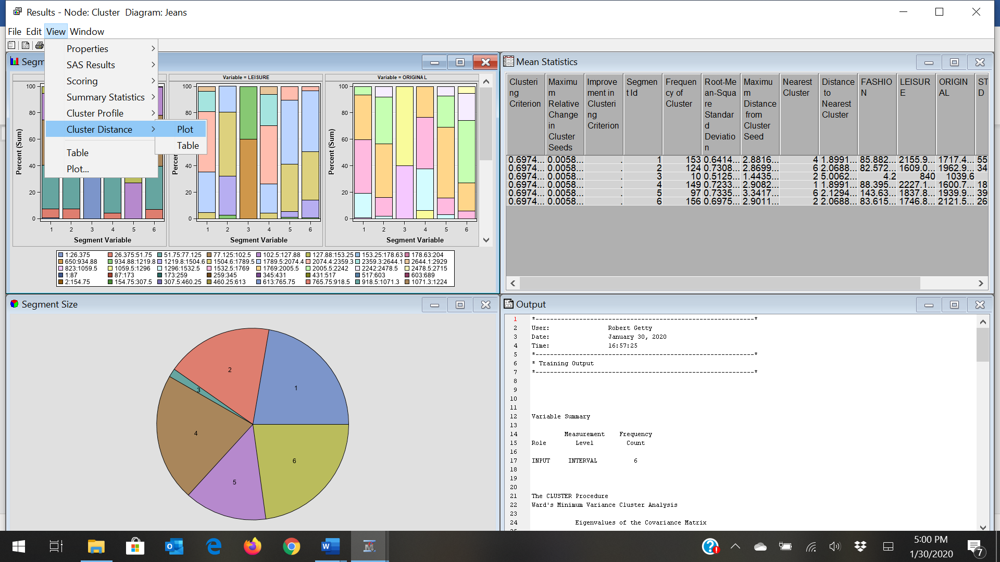 Results - Node: Cluster  Diagram: Jeans
File Edit View Window
Properties
SAS Results
Scoring
Summary Statistics
Cluster Profile
Cluster Distance
Table
Plot...
Plot
Table
Segm
Variable = LEISURE
Variable = ORIGINAL
Percent (Sum)
100
80
60
40
20
0
1 2 3 4 5 6
Segment Variable
100
80
40
20
0
1 2 3 4 5 6
Segment Variable
Percent (Sum)
100
80
60
40
20
0
1 2 3 4 5 6
Segment Variable
1:26.375 26.375:51.75 51.75:77.125 77.125:102.5 102.5:127.88 127.88:153.25 153.25:178.63 178.63:204
650:934.88 934.88:1219.8 1219.8:1504.6 1504.6:1789.5 1789.5:2074.4 2074.4:2359.3 2359.3:2644.1 2644.1:2929
823:1059.5 1059.5:1296 1296:1532.5 1532.5:1769 1769:2005.5 2005.5:2242 2242:2478.5 2478.5:2715
1:87 87:173 173:259 259:345 345:431 431:517 517:603 603:689
2:154.75 154.75:307.5 307.5:460.25 460.25:613 613:765.75 765.75:918.5 918.5:1071.3 1071.3:1224
Mean Statistics
Clusteri
ng
Criterion
Maximu
m
Relative
Change
in
Cluster
Seeds
Improve
ment in
Clusteri
ng
Criterion
Segmen
t Id
Frequen
cy of
Cluster
Root-Me
an-Squa
re
Standar
d
Deviatio
n
Maximu
m
Distance
from
Cluster
Seed
Nearest
Cluster
Distance
to
Nearest
Cluster
FASHIO
N
LEISUR
E
ORIGIN
AL
ST
D
0.6974... 0.0058... . 1 153 0.6414... 2.8816... 4 1.8991... 85.882... 2155.9... 1717.4... 55
0.6974... 0.0058... . 2 124 0.7308... 2.8699... 6 2.0688... 82.572... 1609.0... 1962.9... 34
0.6974... 0.0058... . 3 10 0.5125... 1.4435... 2 5.0062... 4.2 840 1039.6
0.6974... 0.0058... . 4 149 0.7233... 2.9082... 1 1.8991... 88.395... 2227.1... 1600.7... 18
0.6974... 0.0058... . 5 97 0.7335... 3.3417... 6 2.1294... 143.63... 1837.8... 1939.9... 39
0.6974... 0.0058... . 6 156 0.6975... 2.9011... 2 2.0688... 83.615... 1746.8... 2121.5... 26
Segment Size
1
2
3
4
5
6
Output
1 *------------------------------------------------------------*
2 User: Robert Getty
3 Date: January 30, 2020
4 Time: 16:57:25
5 *------------------------------------------------------------*
6 * Training Output
7 *------------------------------------------------------------*
8
9
10
11
12 Variable Summary
13
14 Measurement Frequency
15 Role Level Count
16
17 INPUT INTERVAL 6
18
19
20
21 The CLUSTER Procedure
22 Ward's Minimum Variance Cluster Analysis
23
24 Eigenvalues of the Covariance Matrix
5:00 PM
1/30/2020
7